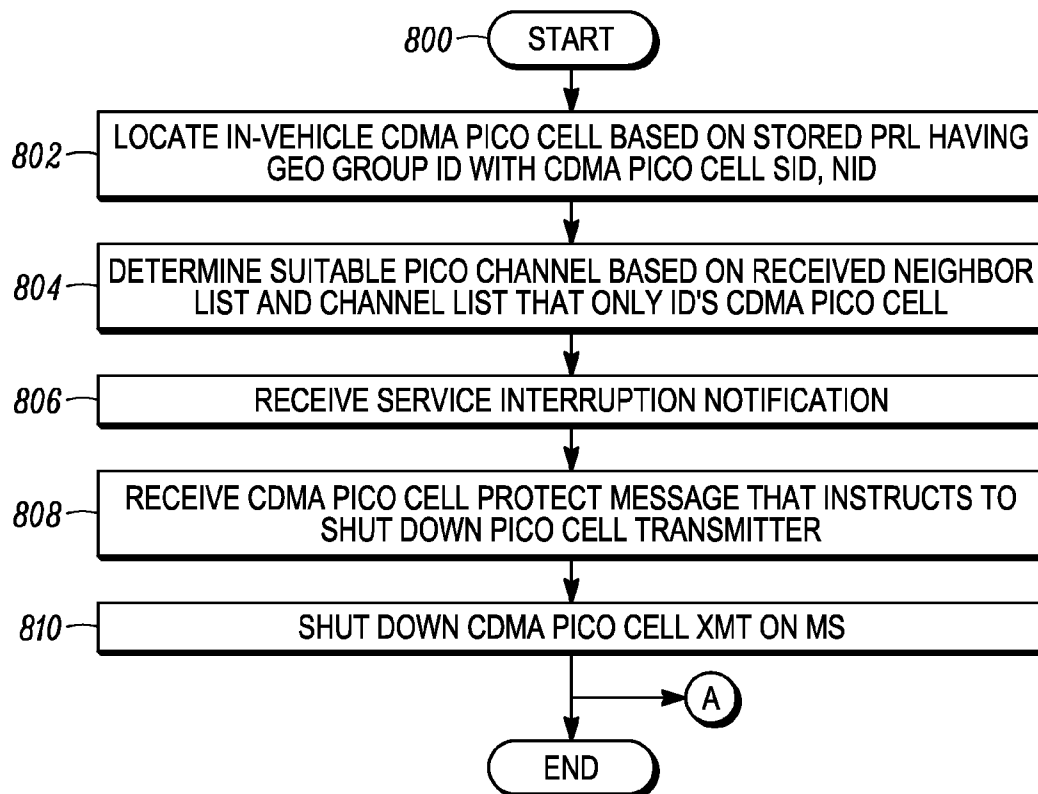 800
START
802
LOCATE IN-VEHICLE CDMA PICO CELL BASED ON STORED PRL HAVING
GEO GROUP ID WITH CDMA PICO CELL SID, NID
804
DETERMINE SUITABLE PICO CHANNEL BASED ON RECEIVED NEIGHBOR
LIST AND CHANNEL LIST THAT ONLY ID'S CDMA PICO CELL
806
RECEIVE SERVICE INTERRUPTION NOTIFICATION
808
RECEIVE CDMA PICO CELL PROTECT MESSAGE THAT INSTRUCTS TO
SHUT DOWN PICO CELL TRANSMITTER
810
SHUT DOWN CDMA PICO CELL XMT ON MS
A
END